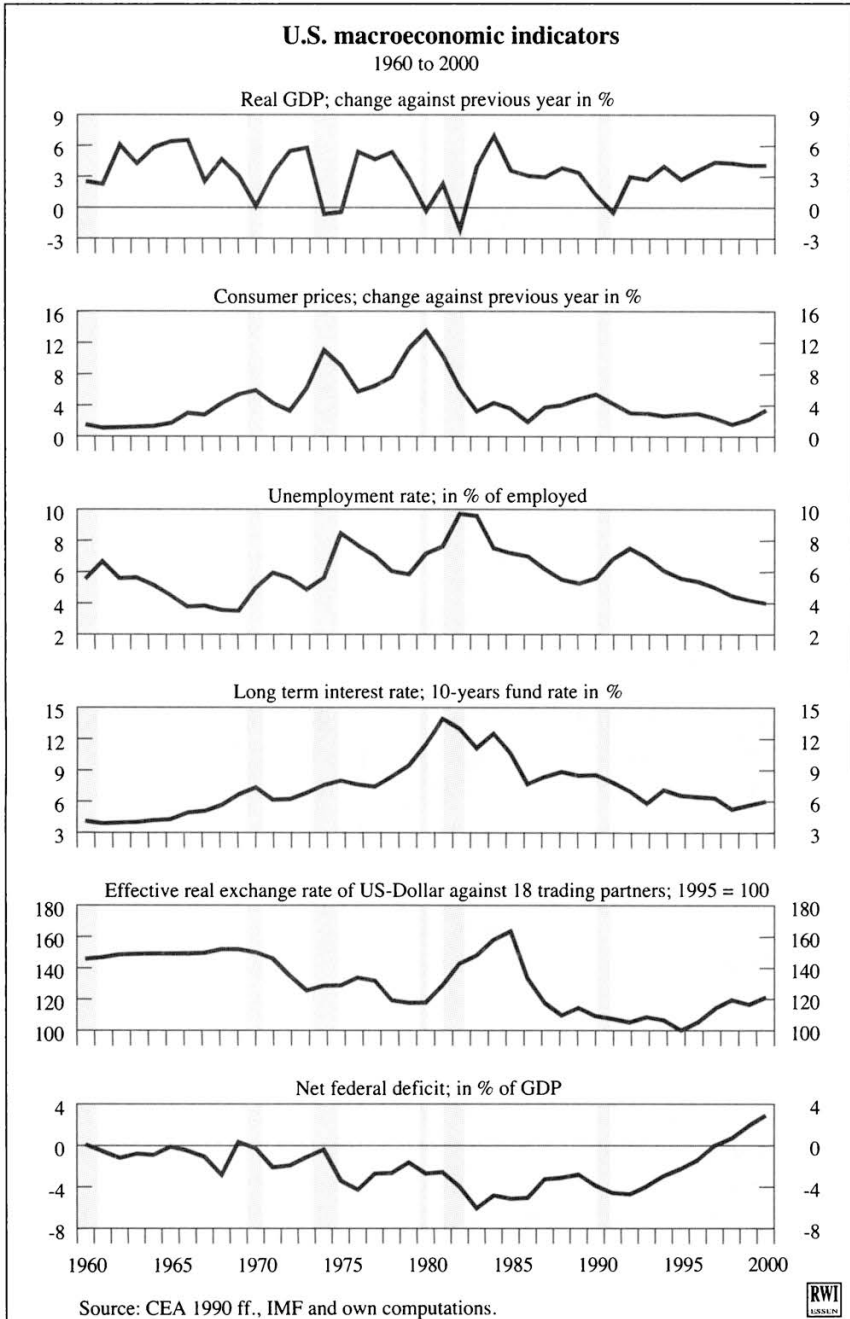 U.S. macroeconomic indicators
1960 to 2000
Real GDP; change against previous year in %
9 9
6 6
3 3
0 0
-3 -3
Consumer prices; change against previous year in %
16 16
12 12
8 8
4 4
0 0
Unemployment rate; in % of employed
10 10
8 8
6 6
4 4
2 2
Long term interest rate; 10-years fund rate in %
15 15
12 12
9 9
6 6
3 3
Effective real exchange rate of US-Dollar against 18 trading partners; 1995 = 100
180 180
160 160
140 140
120 120
100 100
Net federal deficit; in % of GDP
4 4
0 0
-4 -4
-8 -8
1960 1965 1970 1975 1980 1985 1990 1995 2000
Source: CEA 1990 ff., IMF and own computations.
RWI
ESSEN